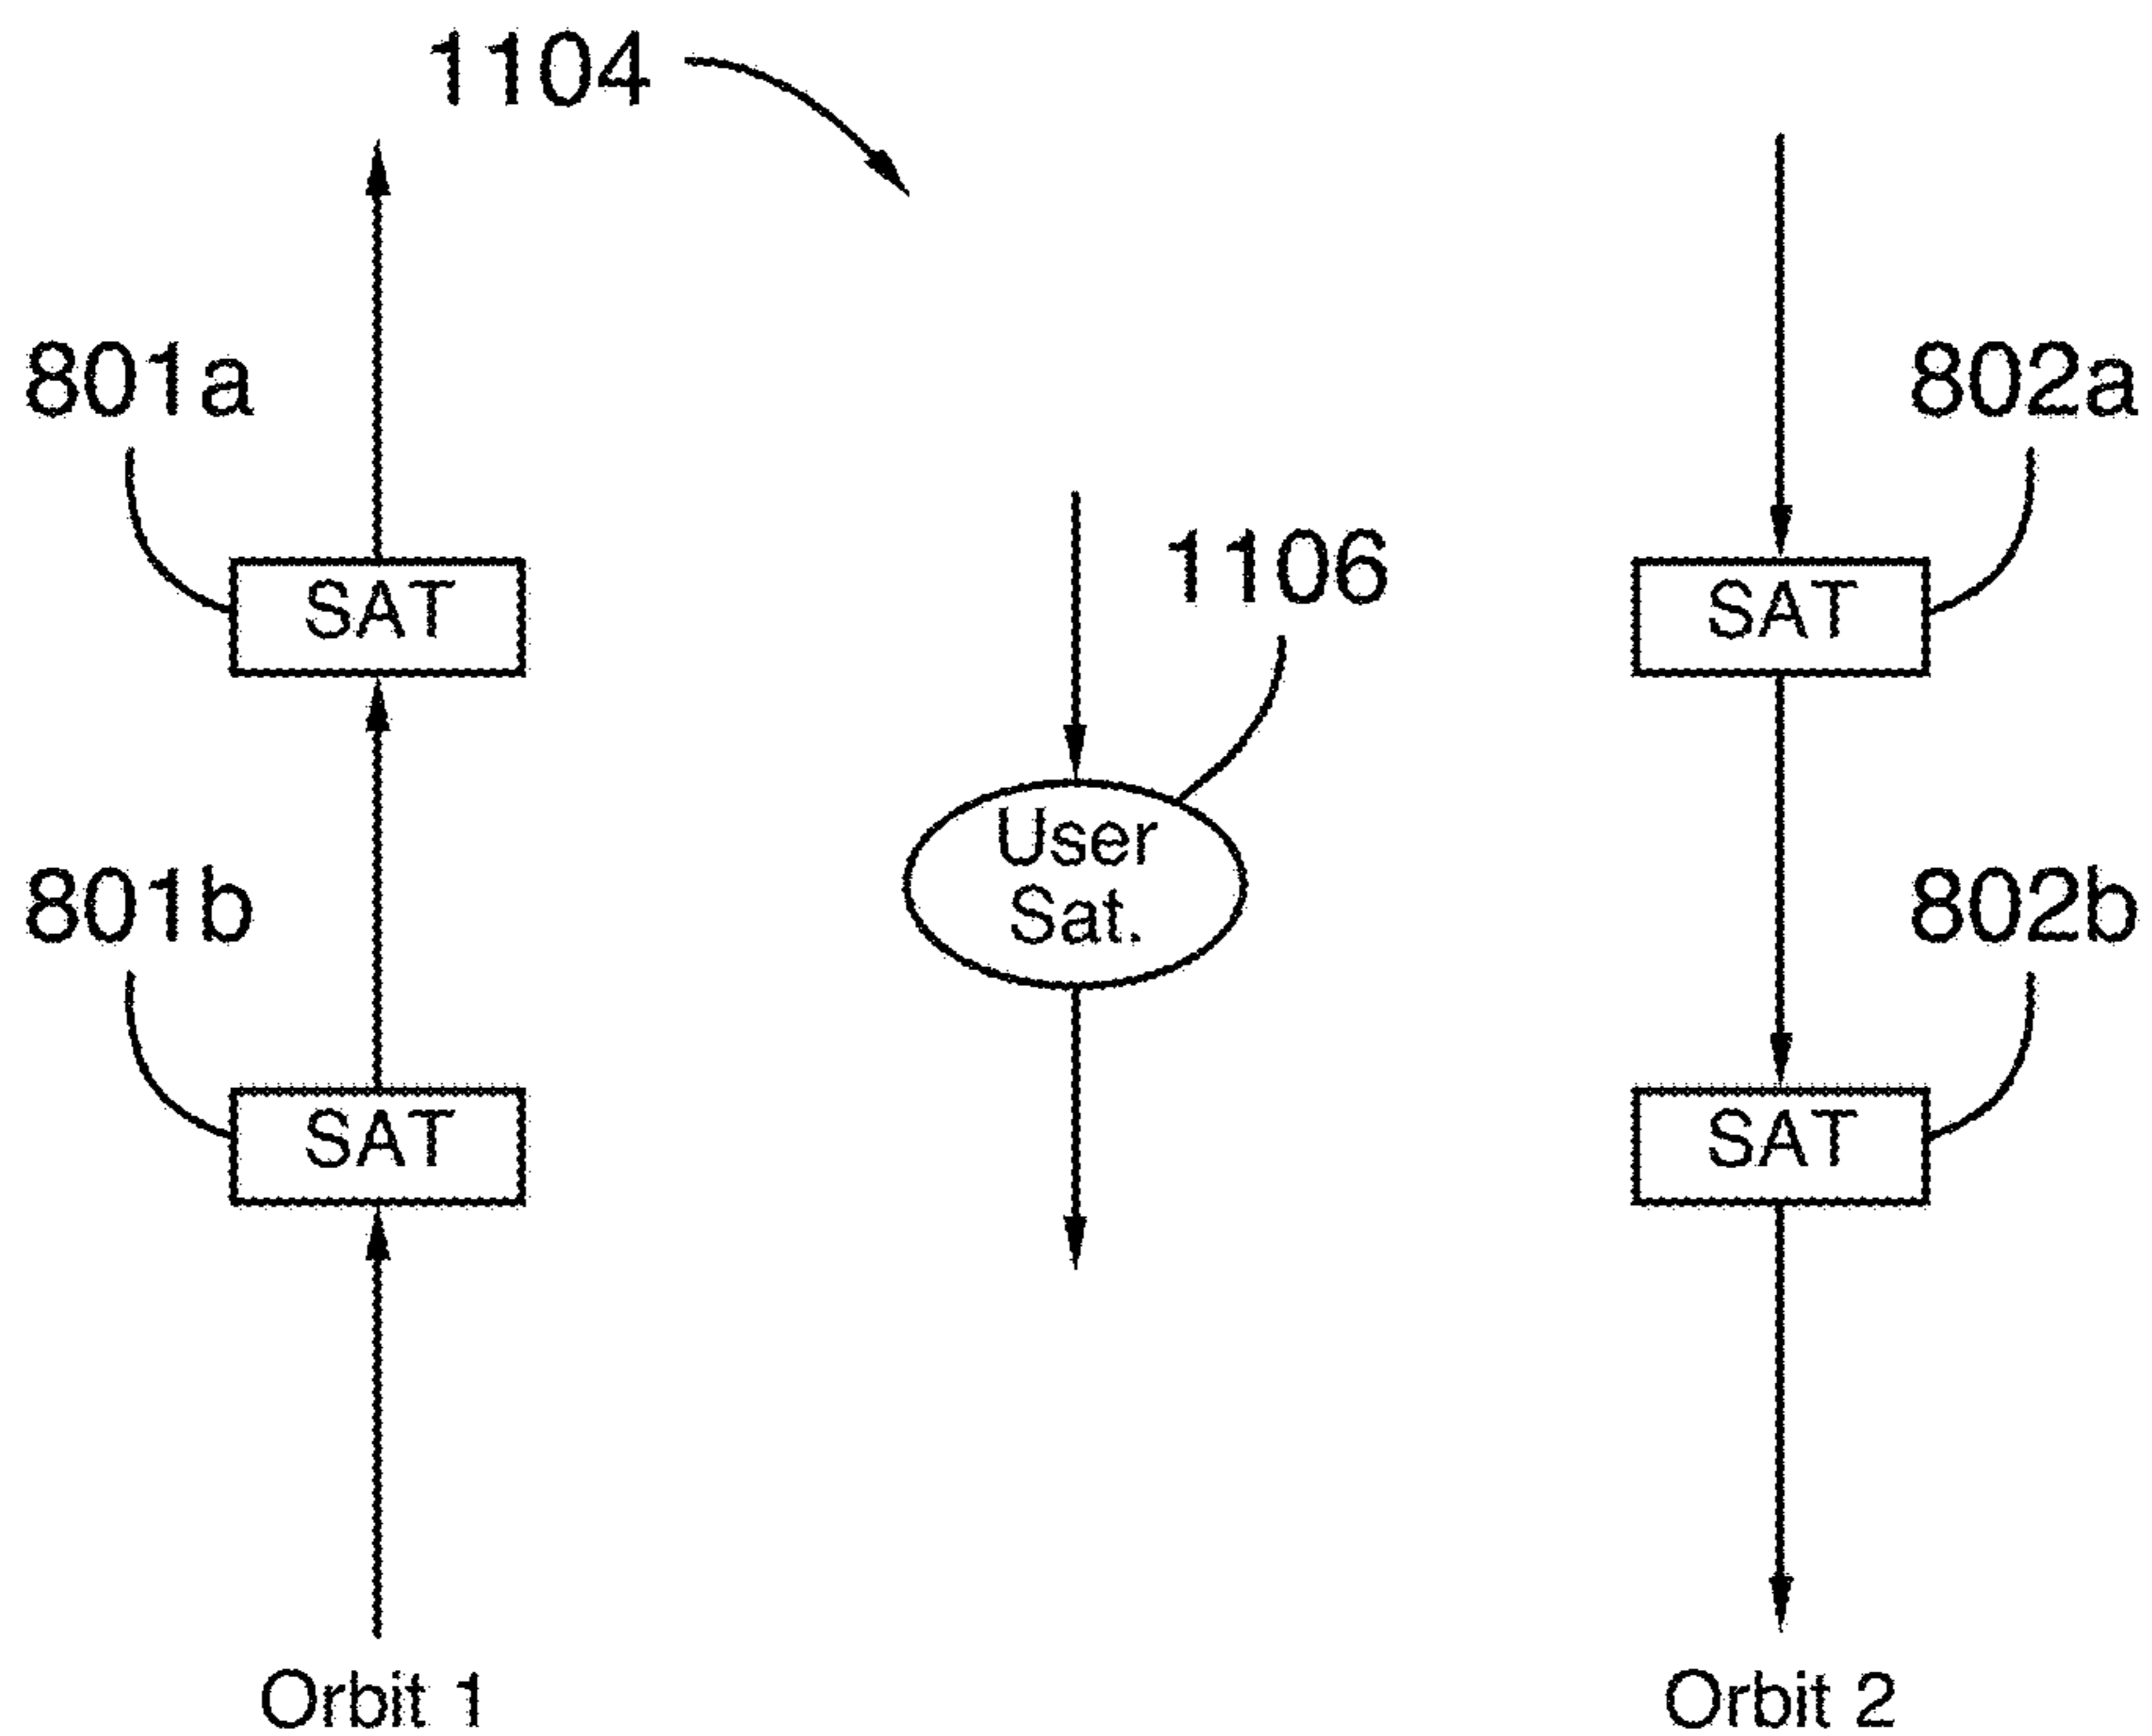 1104
801a
802a
SAT
SAT
1106
User
Sat.
801b
802b
SAT
SAT
Orbit 1
Orbit 2